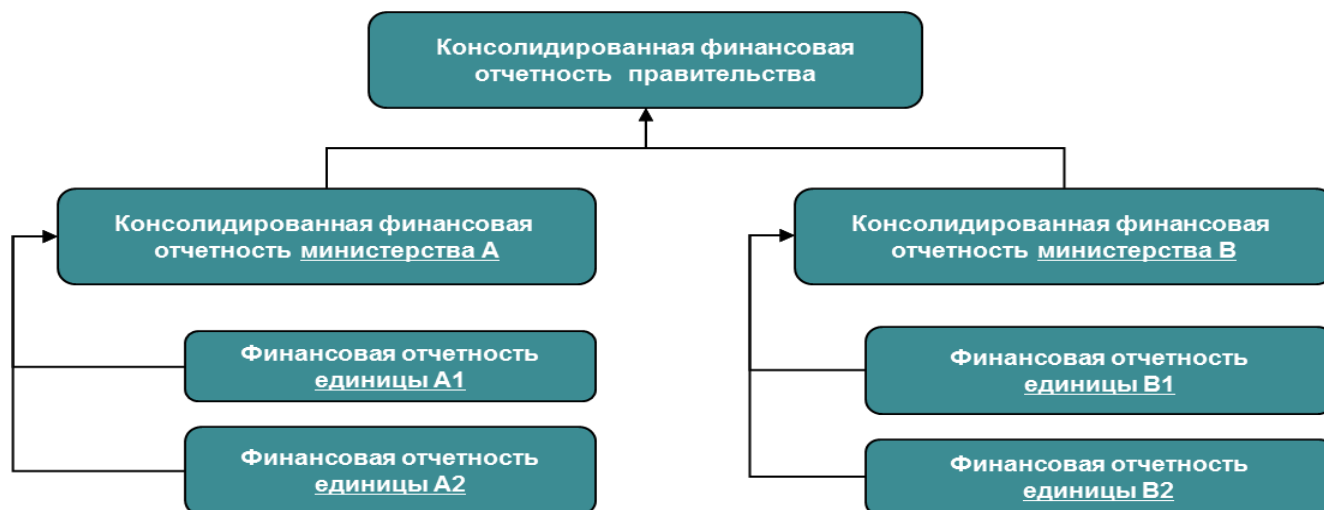 Консолидированная финансовая
отчетность правительства
Консолидированная финансовая
отчетность министерства А
Консолидированная финансовая
отчетность министерства В
Финансовая отчетность
единицы А1
Финансовая отчетность
единицы В1
Финансовая отчетность
единицы А2
Финансовая отчетность
единицы В2